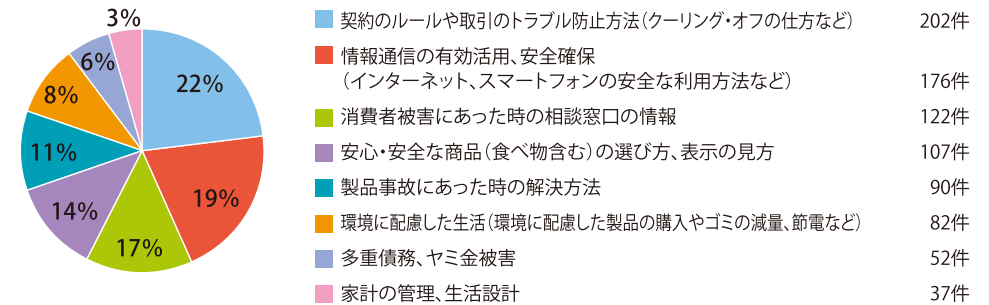 3%
6%
8%
11%
14%
17%
19%
22%
契約のルールや取引のトラブル防止方法（クーリング・オフの仕方など） 202件
情報通信の有効活用、安全確保
（インターネット、スマートフォンの安全な利用方法など） 176件
消費者被害にあった時の相談窓口の情報 122件
安心・安全な商品（食べ物含む）の選び方、表示の見方 107件
製品事故にあった時の解決方法 90件
環境に配慮した生活（環境に配慮した製品の購入やゴミの減量、節電など） 82件
多重債務、ヤミ金被害 52件
家計の管理、生活設計 37件